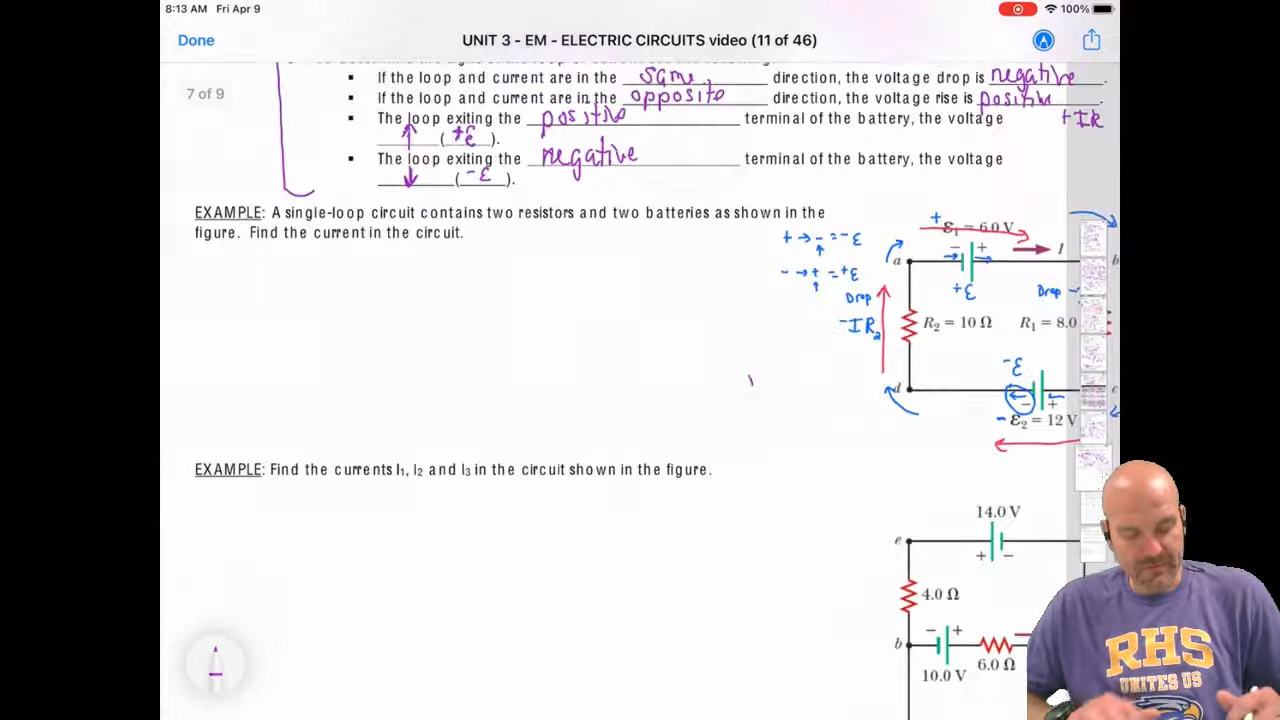 8:13 AM Fri Apr 9
100%
Done
UNIT 3 - EM - ELECTRIC CIRCUITS video (11 of 46)
7 of 9
▪ If the loop and current are in the same, direction, the voltage drop is negative.
▪ If the loop and current are in the opposite direction, the voltage rise is positive.
▪ The loop exiting the positive terminal of the battery, the voltage +IR
↑ (+ε).
▪ The loop exiting the negative terminal of the battery, the voltage
↓ (-ε).
EXAMPLE: A single-loop circuit contains two resistors and two batteries as shown in the
figure. Find the current in the circuit.
+ → - = -ε
- → + = +ε
+
ε₁ = 6.0 V
- +
I
a
b
+ε
Drop
-IR₂
Drop -
R₂ = 10 Ω
R₁ = 8.0
-ε
d
c
- +
- ε₂ = 12 V
EXAMPLE: Find the currents I₁, I₂ and I₃ in the circuit shown in the figure.
14.0 V
e
+ -
4.0 Ω
b
- +
10.0 V
6.0 Ω
RHS
UNITES US